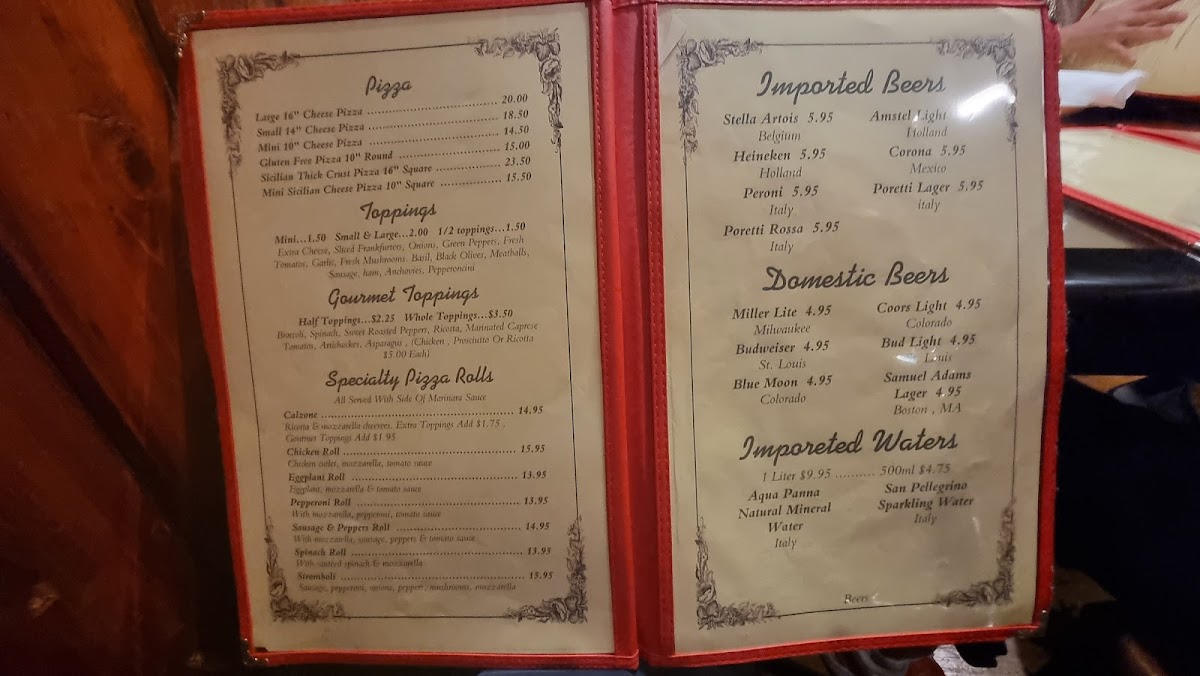 Pizza
Large 16" Cheese Pizza 20.00
Small 14" Cheese Pizza 18.50
Mini 10" Cheese Pizza 14.50
Gluten Free Pizza 10" Round 15.00
Sicilian Thick Crust Pizza 16" Square 23.50
Mini Sicilian Cheese Pizza 10" Square 15.50
Toppings
Mini...1.50 Small & Large...2.00 1/2 toppings...1.50
Extra Cheese, Sliced Frankfurters, Onions, Green Peppers, Fresh
Tomatos, Garlic, Fresh Mushrooms. Basil, Black Olives, Meatballs,
Sausage, ham, Anchovies, Pepperoncini
Gourmet Toppings
Half Toppings...$2.25 Whole Toppings...$3.50
Broccoli, Spinach, Sweet Roasted Peppers, Ricotta, Marinated Caprese
Tomatos, Artichockes, Asparagus , (Chicken , Prosciutto Or Ricotta
$5.00 Each)
Specialty Pizza Rolls
All Served With Side Of Marinara Sauce
Calzone 14.95
Ricotta & mozzarella cheeses. Extra Toppings Add $1.75 .
Gourmet Toppings Add $1.95
Chicken Roll 15.95
Chicken cutlet, mozzarella, tomato sauce
Eggplant Roll 13.95
Eggplant, mozzarella & tomato sauce
Pepperoni Roll 13.95
With mozzarella, pepperoni, tomato sauce
Sausage & Peppers Roll 14.95
With mozzarella, sausage, peppers & tomato sauce
Spinach Roll 13.95
With sauteed spinach & mozzarella
Stromboli 15.95
Sausage, pepperoni, onions, peppers, mushrooms, mozzarella
Imported Beers
Stella Artois 5.95
Belgium
Heineken 5.95
Holland
Peroni 5.95
Italy
Poretti Rossa 5.95
Italy
Amstel Light
Holland
Corona 5.95
Mexico
Poretti Lager 5.95
italy
Domestic Beers
Miller Lite 4.95
Milwaukee
Budweiser 4.95
St. Louis
Blue Moon 4.95
Colorado
Coors Light 4.95
Colorado
Bud Light 4.95
Louis
Samuel Adams
Lager 4.95
Boston , MA
Imporeted Waters
1 Liter $9.95 .......... 500ml $4.75
Aqua Panna
Natural Mineral
Water
Italy
San Pellegrino
Sparkling Water
Italy
Beers